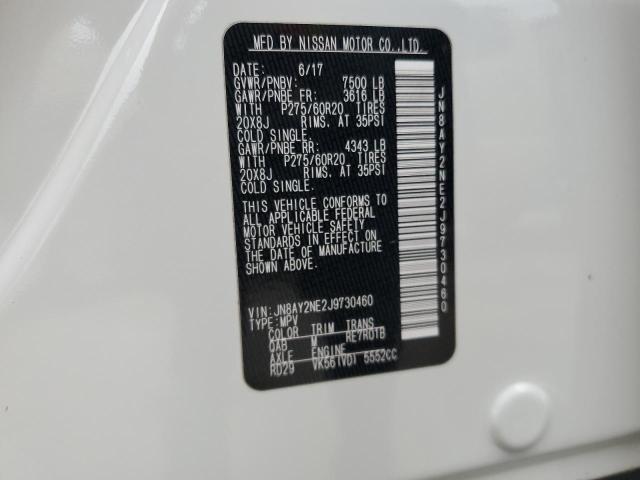 MFD BY NISSAN MOTOR CO.,LTD.
DATE: 6/17
GVWR/PNBV: 7500 LB
GAWR/PNBE FR: 3616 LB
WITH P275/60R20 TIRES
20X8J RIMS. AT 35PSI
COLD SINGLE.
GAWR/PNBE RR: 4343 LB
WITH P275/60R20 TIRES
20X8J RIMS. AT 35PSI
COLD SINGLE.
THIS VEHICLE CONFORMS TO
ALL APPLICABLE FEDERAL
MOTOR VEHICLE SAFETY
STANDARDS IN EFFECT ON
THE DATE OF MANUFACTURE
SHOWN ABOVE.
VIN: JN8AY2NE2J9730460
TYPE: MPV
COLOR TRIM TRANS
QAB M RE7R01B
AXLE ENGINE
RD29 VK56(VD) 5552CC
JN8AY2NE2J9730460